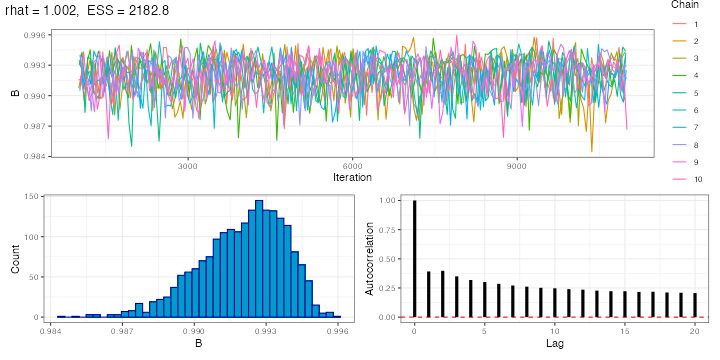 rhat = 1.002, ESS = 2182.8
Chain
1
2
3
4
5
6
7
8
9
10
B
0.996
0.993
0.990
0.987
0.984
3000 6000 9000
Iteration
Count
150
100
50
0
0.984 0.987 0.990 0.993 0.996
B
Autocorrelation
1.00
0.75
0.50
0.25
0.00
0 5 10 15 20
Lag